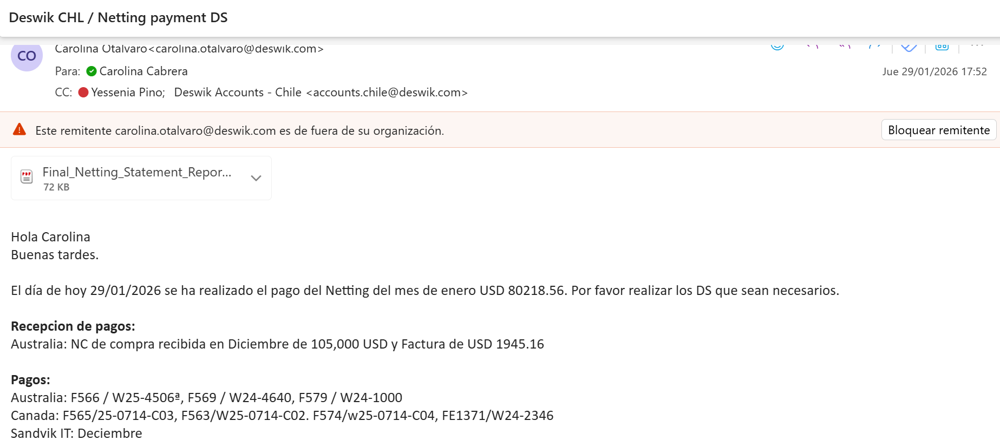 Deswik CHL / Netting payment DS
CO
Carolina Otalvaro<carolina.otalvaro@deswik.com>
Para: Carolina Cabrera
Jue 29/01/2026 17:52
CC: Yessenia Pino; Deswik Accounts - Chile <accounts.chile@deswik.com>
Este remitente carolina.otalvaro@deswik.com es de fuera de su organización.
Bloquear remitente
PDF
Final_Netting_Statement_Repor...
72 KB
Hola Carolina
Buenas tardes.
El día de hoy 29/01/2026 se ha realizado el pago del Netting del mes de enero USD 80218.56. Por favor realizar los DS que sean necesarios.
Recepcion de pagos:
Australia: NC de compra recibida en Diciembre de 105,000 USD y Factura de USD 1945.16
Pagos:
Australia: F566 / W25-4506ª, F569 / W24-4640, F579 / W24-1000
Canada: F565/25-0714-C03, F563/W25-0714-C02. F574/w25-0714-C04, FE1371/W24-2346
Sandvik IT: Deciembre